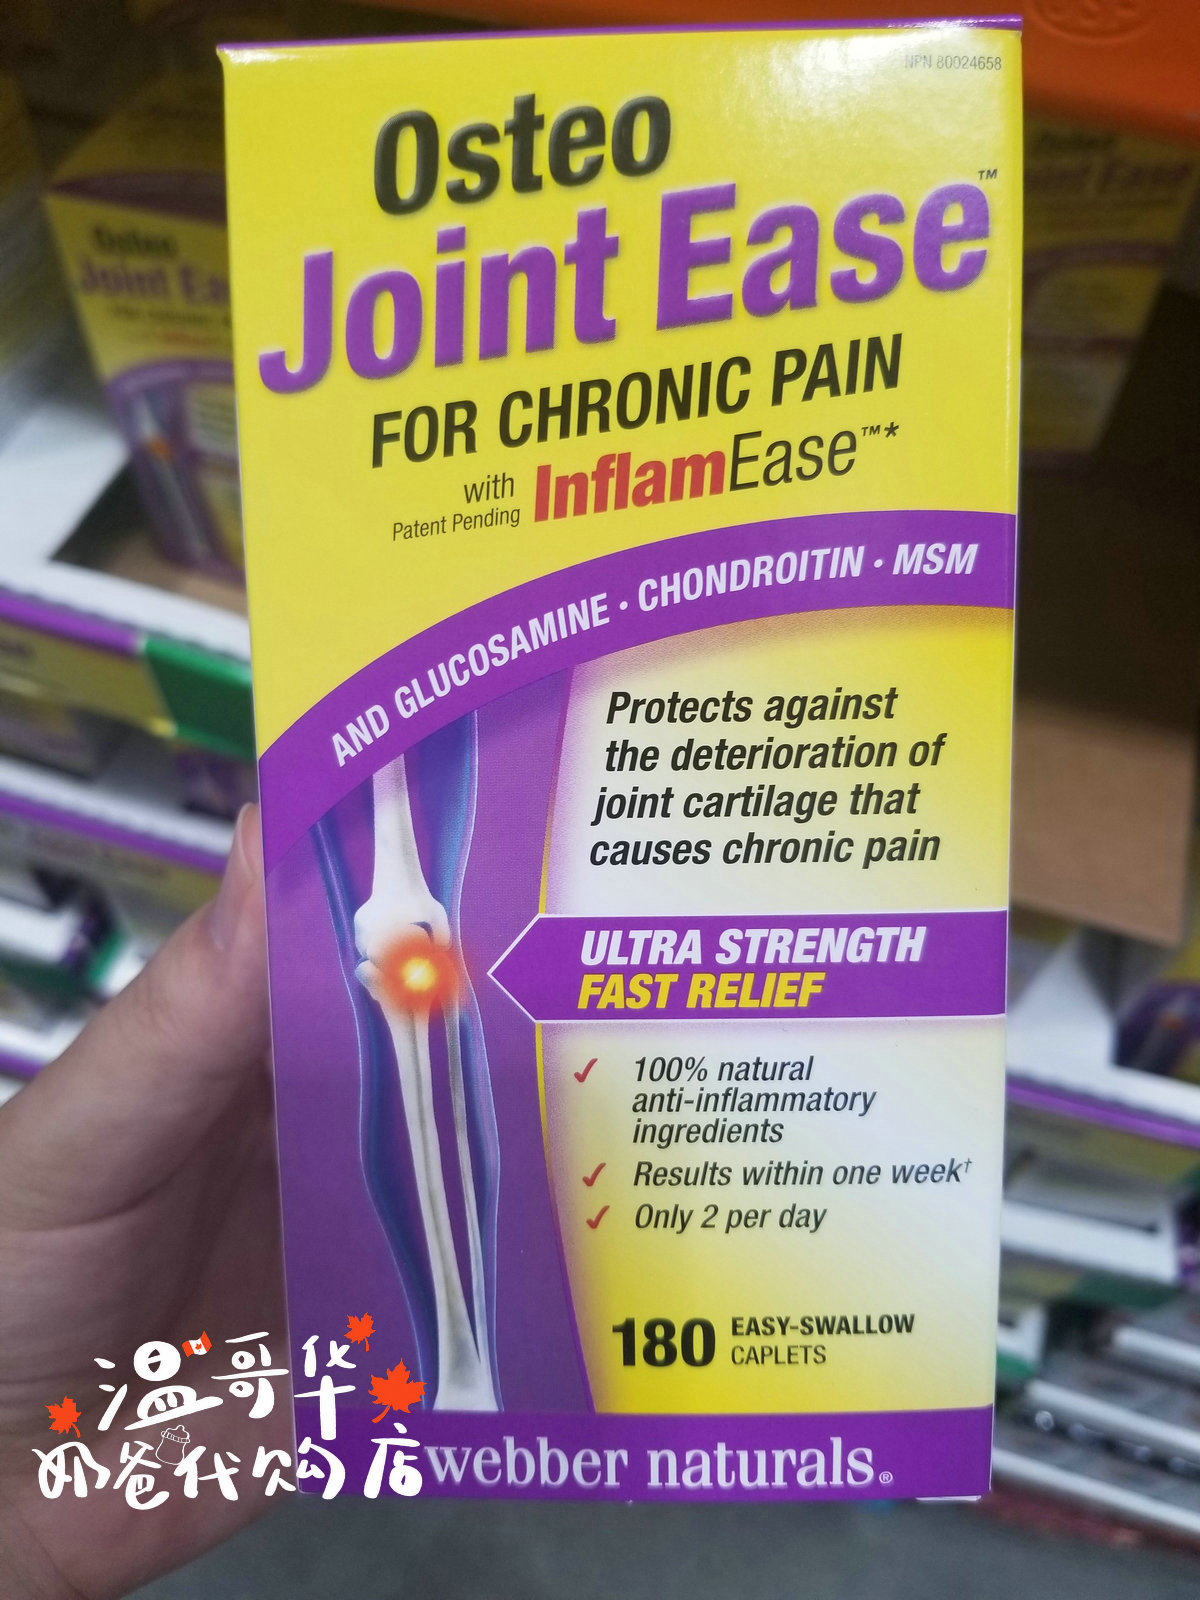 NPN 80024658
Osteo
Joint Ease™
FOR CHRONIC PAIN
with
Patent Pending InflamEase™*
AND GLUCOSAMINE • CHONDROITIN • MSM
Protects against
the deterioration of
joint cartilage that
causes chronic pain
ULTRA STRENGTH
FAST RELIEF
✓ 100% natural
anti-inflammatory
ingredients
✓ Results within one week†
✓ Only 2 per day
180 EASY-SWALLOW
CAPLETS
webber naturals®
温哥华
奶爸代购店
Osteo
Joint Ea